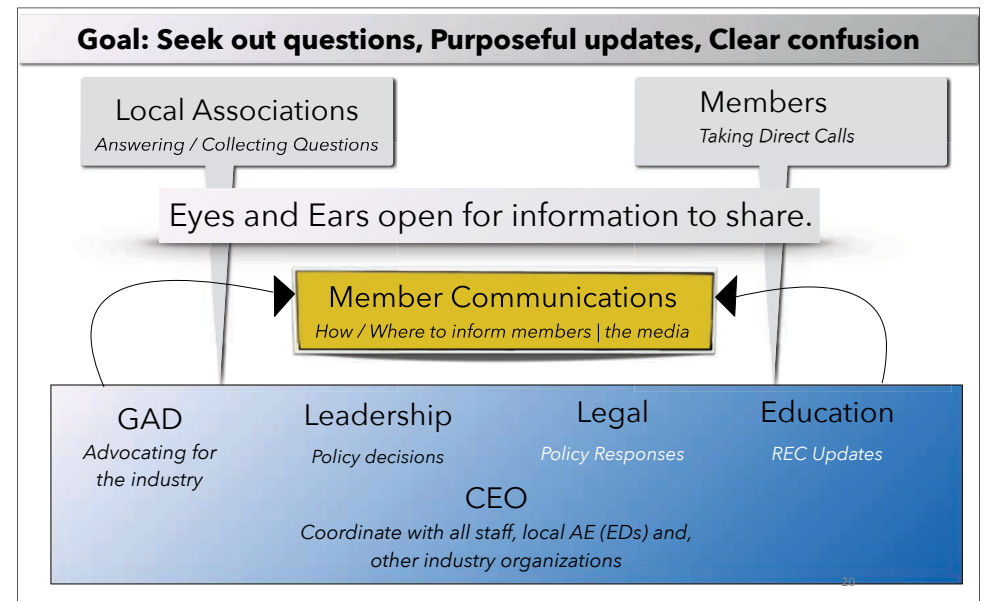 Goal: Seek out questions, Purposeful updates, Clear confusion
Local Associations
Answering / Collecting Questions
Members
Taking Direct Calls
Eyes and Ears open for information to share.
Member Communications
How / Where to inform members | the media
GAD
Advocating for
the industry
Leadership
Policy decisions
Legal
Policy Responses
Education
REC Updates
CEO
Coordinate with all staff, local AE (EDs) and,
other industry organizations
20